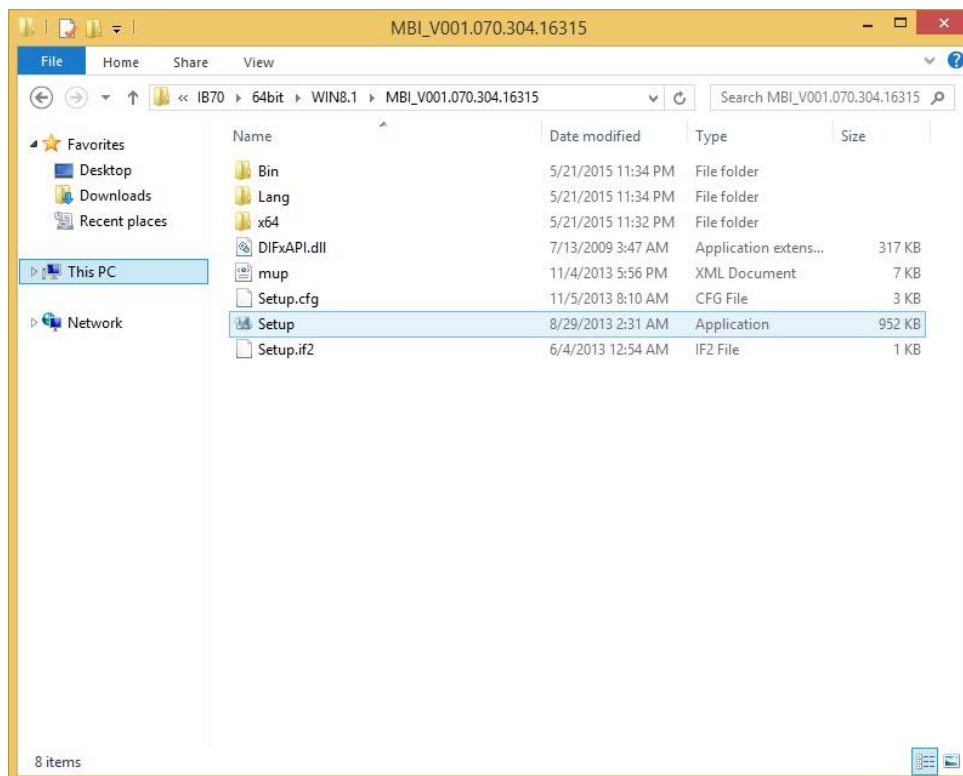 MBI_V001.070.304.16315
File Home Share View
« IB70 64bit WIN8.1 MBI_V001.070.304.16315 Search MBI_V001.070.304.16315
Favorites
Desktop
Downloads
Recent places
This PC
Network
Name Date modified Type Size
Bin 5/21/2015 11:34 PM File folder
Lang 5/21/2015 11:34 PM File folder
x64 5/21/2015 11:32 PM File folder
DIFxAPI.dll 7/13/2009 3:47 AM Application extens... 317 KB
mup 11/4/2013 5:56 PM XML Document 7 KB
Setup.cfg 11/5/2013 8:10 AM CFG File 3 KB
Setup 8/29/2013 2:31 AM Application 952 KB
Setup.if2 6/4/2013 12:54 AM IF2 File 1 KB
8 items